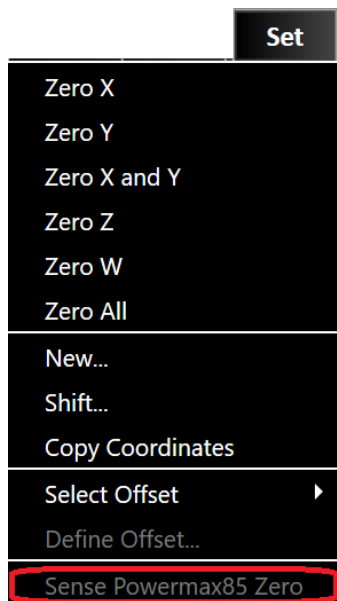 Set
Zero X
Zero Y
Zero X and Y
Zero Z
Zero W
Zero All
New...
Shift...
Copy Coordinates
Select Offset
Define Offset...
Sense Powermax85 Zero